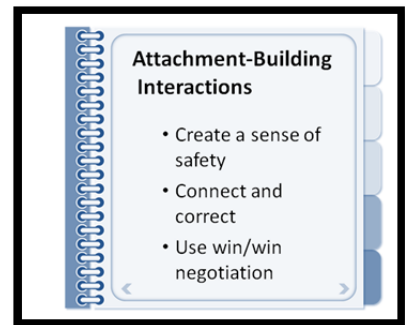 Attachment-Building
Interactions
• Create a sense of
safety
• Connect and
correct
• Use win/win
negotiation